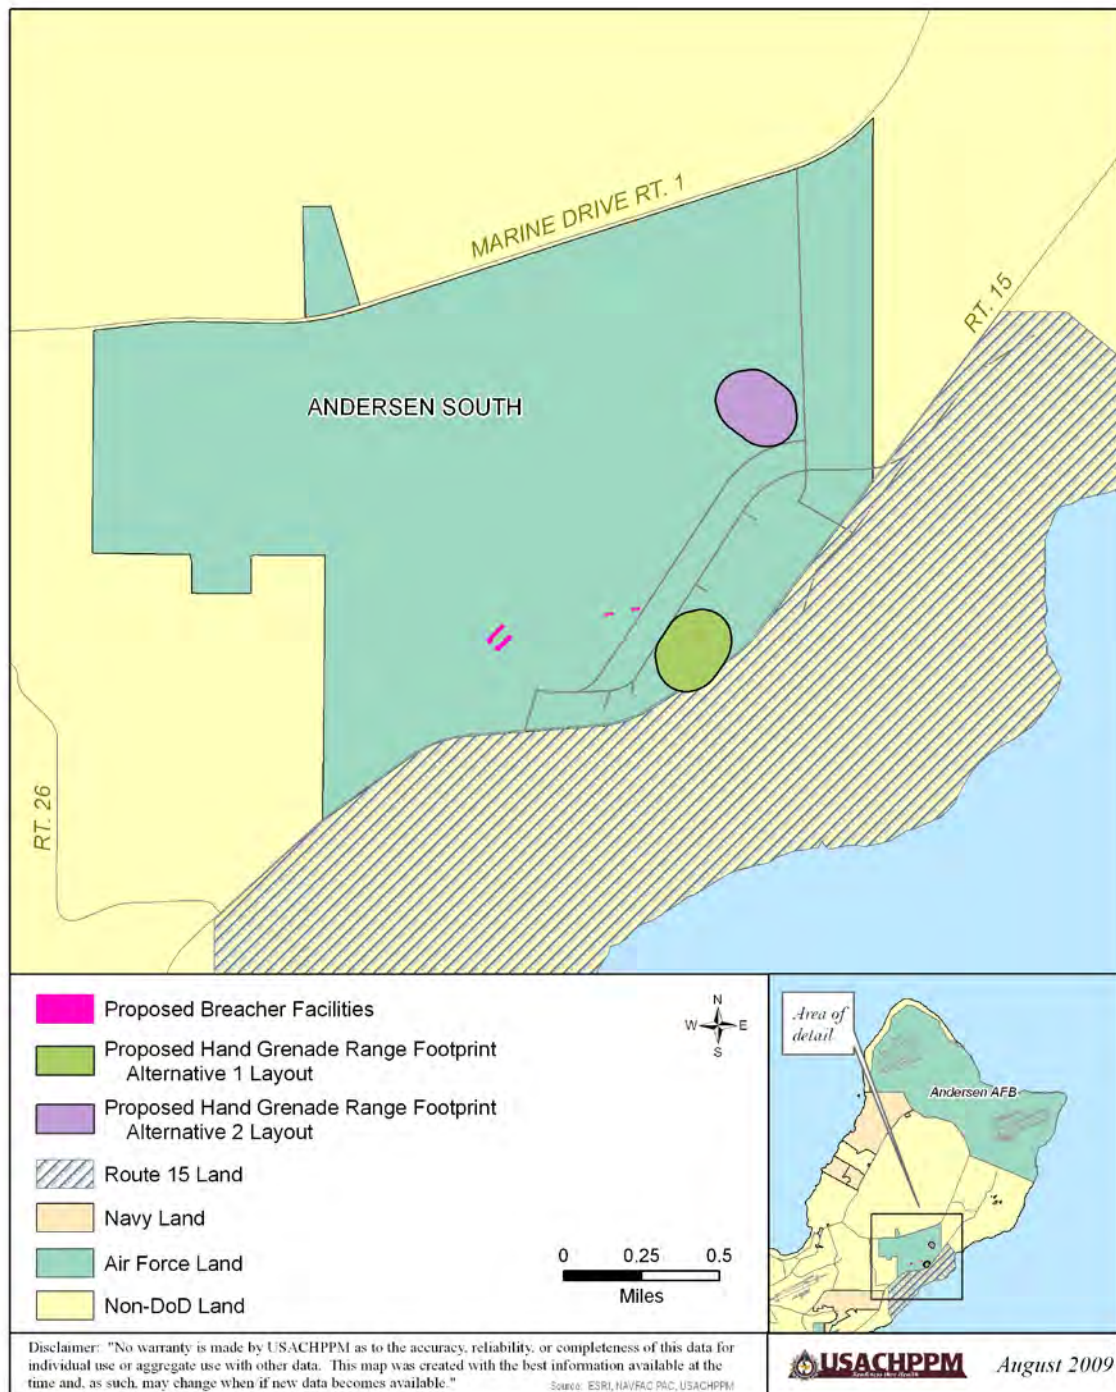 MARINE DRIVE RT. 1
RT. 15
ANDERSEN SOUTH
RT. 26
Proposed Breacher Facilities
Proposed Hand Grenade Range Footprint
Alternative 1 Layout
Proposed Hand Grenade Range Footprint
Alternative 2 Layout
Route 15 Land
Navy Land
Air Force Land
Non-DoD Land
N
W E
S
0 0.25 0.5
Miles
Area of
detail
Andersen AFB
Disclaimer: "No warranty is made by USACHPPM as to the accuracy, reliability, or completeness of this data for
individual use or aggregate use with other data. This map was created with the best information available at the
time and, as such, may change when/if new data becomes available."
Source: ESRI, NAVFAC PAC, USACHPPM
USACHPPM
August 2009